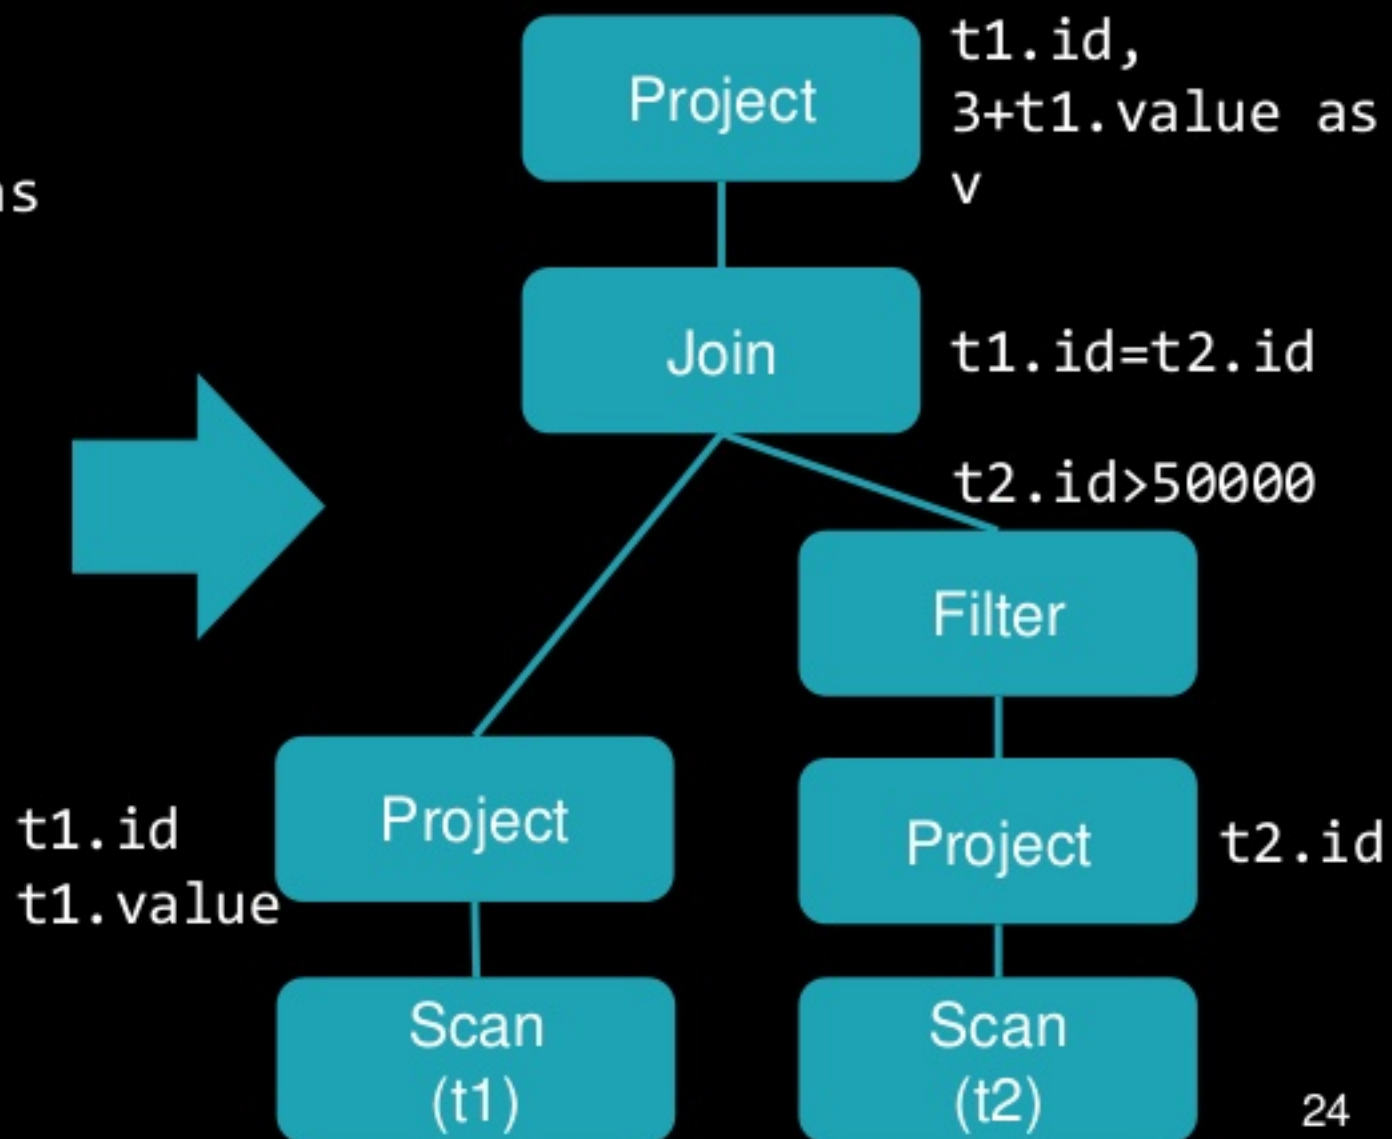 t1.id,
Project
3+t1.value as
v
Join
t1.id=t2.id
t2.id>50000
Filter
Project
t1.id
t1.value
Project
t2.id
Scan
(t1)
Scan
(t2)
24